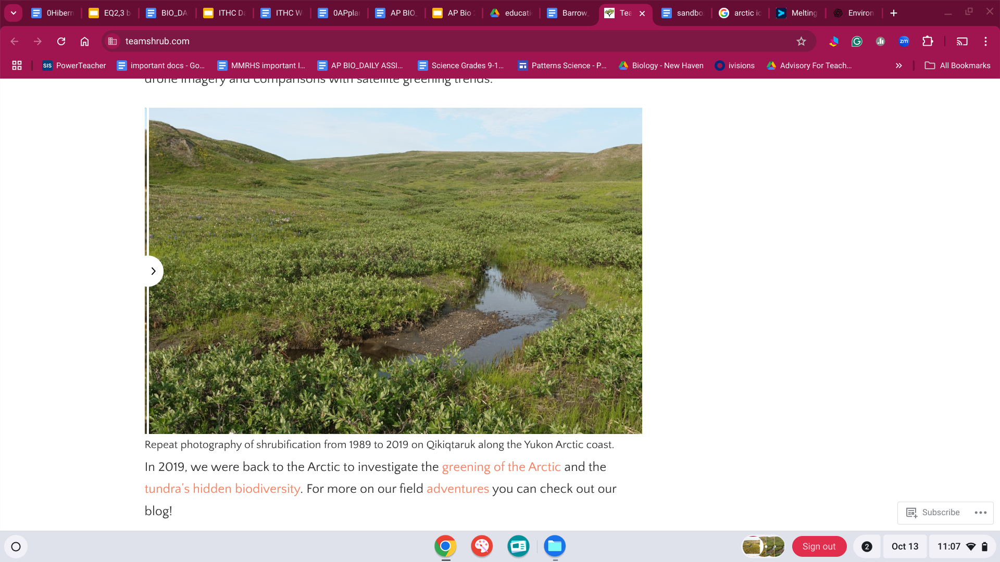 0Hibern
EQ2,3 b
BIO_DA
ITHC Da
ITHC W
0APplan
AP BIO_
AP Bio 2
educati
Barrow_
Tea
sandbo
arctic ic
Melting
Environ
teamshrub.com
zm
SIS PowerTeacher
important docs - Go...
MMRHS important I...
AP BIO_DAILY ASSI...
Science Grades 9-1...
Patterns Science - P...
Biology - New Haven
ivisions
Advisory For Teach...
All Bookmarks
drone imagery and comparisons with satellite greening trends.
Repeat photography of shrubification from 1989 to 2019 on Qikiqtaruk along the Yukon Arctic coast.
In 2019, we were back to the Arctic to investigate the greening of the Arctic and the
tundra's hidden biodiversity. For more on our field adventures you can check out our
blog!
Subscribe
Sign out
2
Oct 13
11:07